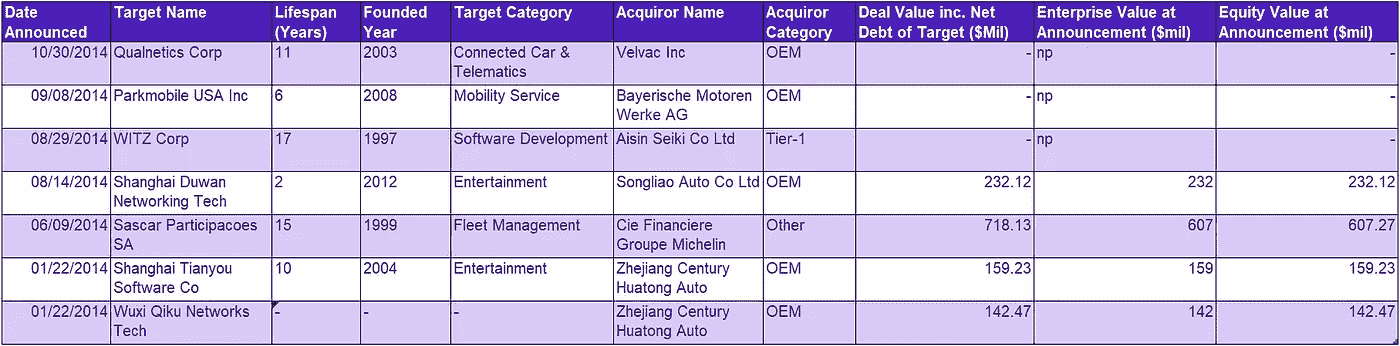 Date Announced | Target Name | Lifespan (Years) | Founded Year | Target Category | Acquiror Name | Acquiror Category | Deal Value inc. Net Debt of Target ($Mil) | Enterprise Value at Announcement ($mil) | Equity Value at Announcement ($mil)
10/30/2014 | Qualnetics Corp | 11 | 2003 | Connected Car & Telematics | Velvac Inc | OEM | - | np | -
09/08/2014 | Parkmobile USA Inc | 6 | 2008 | Mobility Service | Bayerische Motoren Werke AG | OEM | - | np | -
08/29/2014 | WITZ Corp | 17 | 1997 | Software Development | Aisin Seiki Co Ltd | Tier-1 | - | np | -
08/14/2014 | Shanghai Duwan Networking Tech | 2 | 2012 | Entertainment | Songliao Auto Co Ltd | OEM | 232.12 | 232 | 232.12
06/09/2014 | Sascar Participacoes SA | 15 | 1999 | Fleet Management | Cie Financiere Groupe Michelin | Other | 718.13 | 607 | 607.27
01/22/2014 | Shanghai Tianyou Software Co | 10 | 2004 | Entertainment | Zhejiang Century Huatong Auto | OEM | 159.23 | 159 | 159.23
01/22/2014 | Wuxi Qiku Networks Tech | - | - | - | Zhejiang Century Huatong Auto | OEM | 142.47 | 142 | 142.47